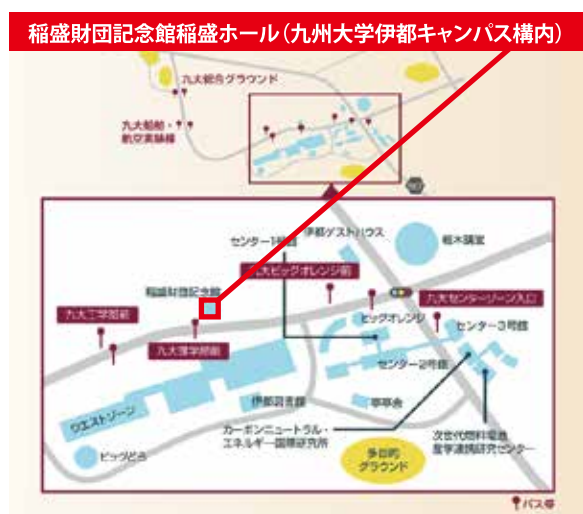 稲盛財団記念館稲盛ホール(九州大学伊都キャンパス構内)
九大総合グラウンド
九大船舶・
航空実験棟
センター1号館
伊都ゲストハウス
椎木講堂
稲盛財団記念館
九大ビッグオレンジ前
九大工学部前
九大センターゾーン入口
ビッグオレンジ
センター3号館
九大理学部前
センター2号館
伊都図書館
亭亭舎
ウエストゾーン
カーボンニュートラル・
エネルギー国際研究所
次世代燃料電池
産学連携研究センター
ビッグどら
多目的
グラウンド
バス停